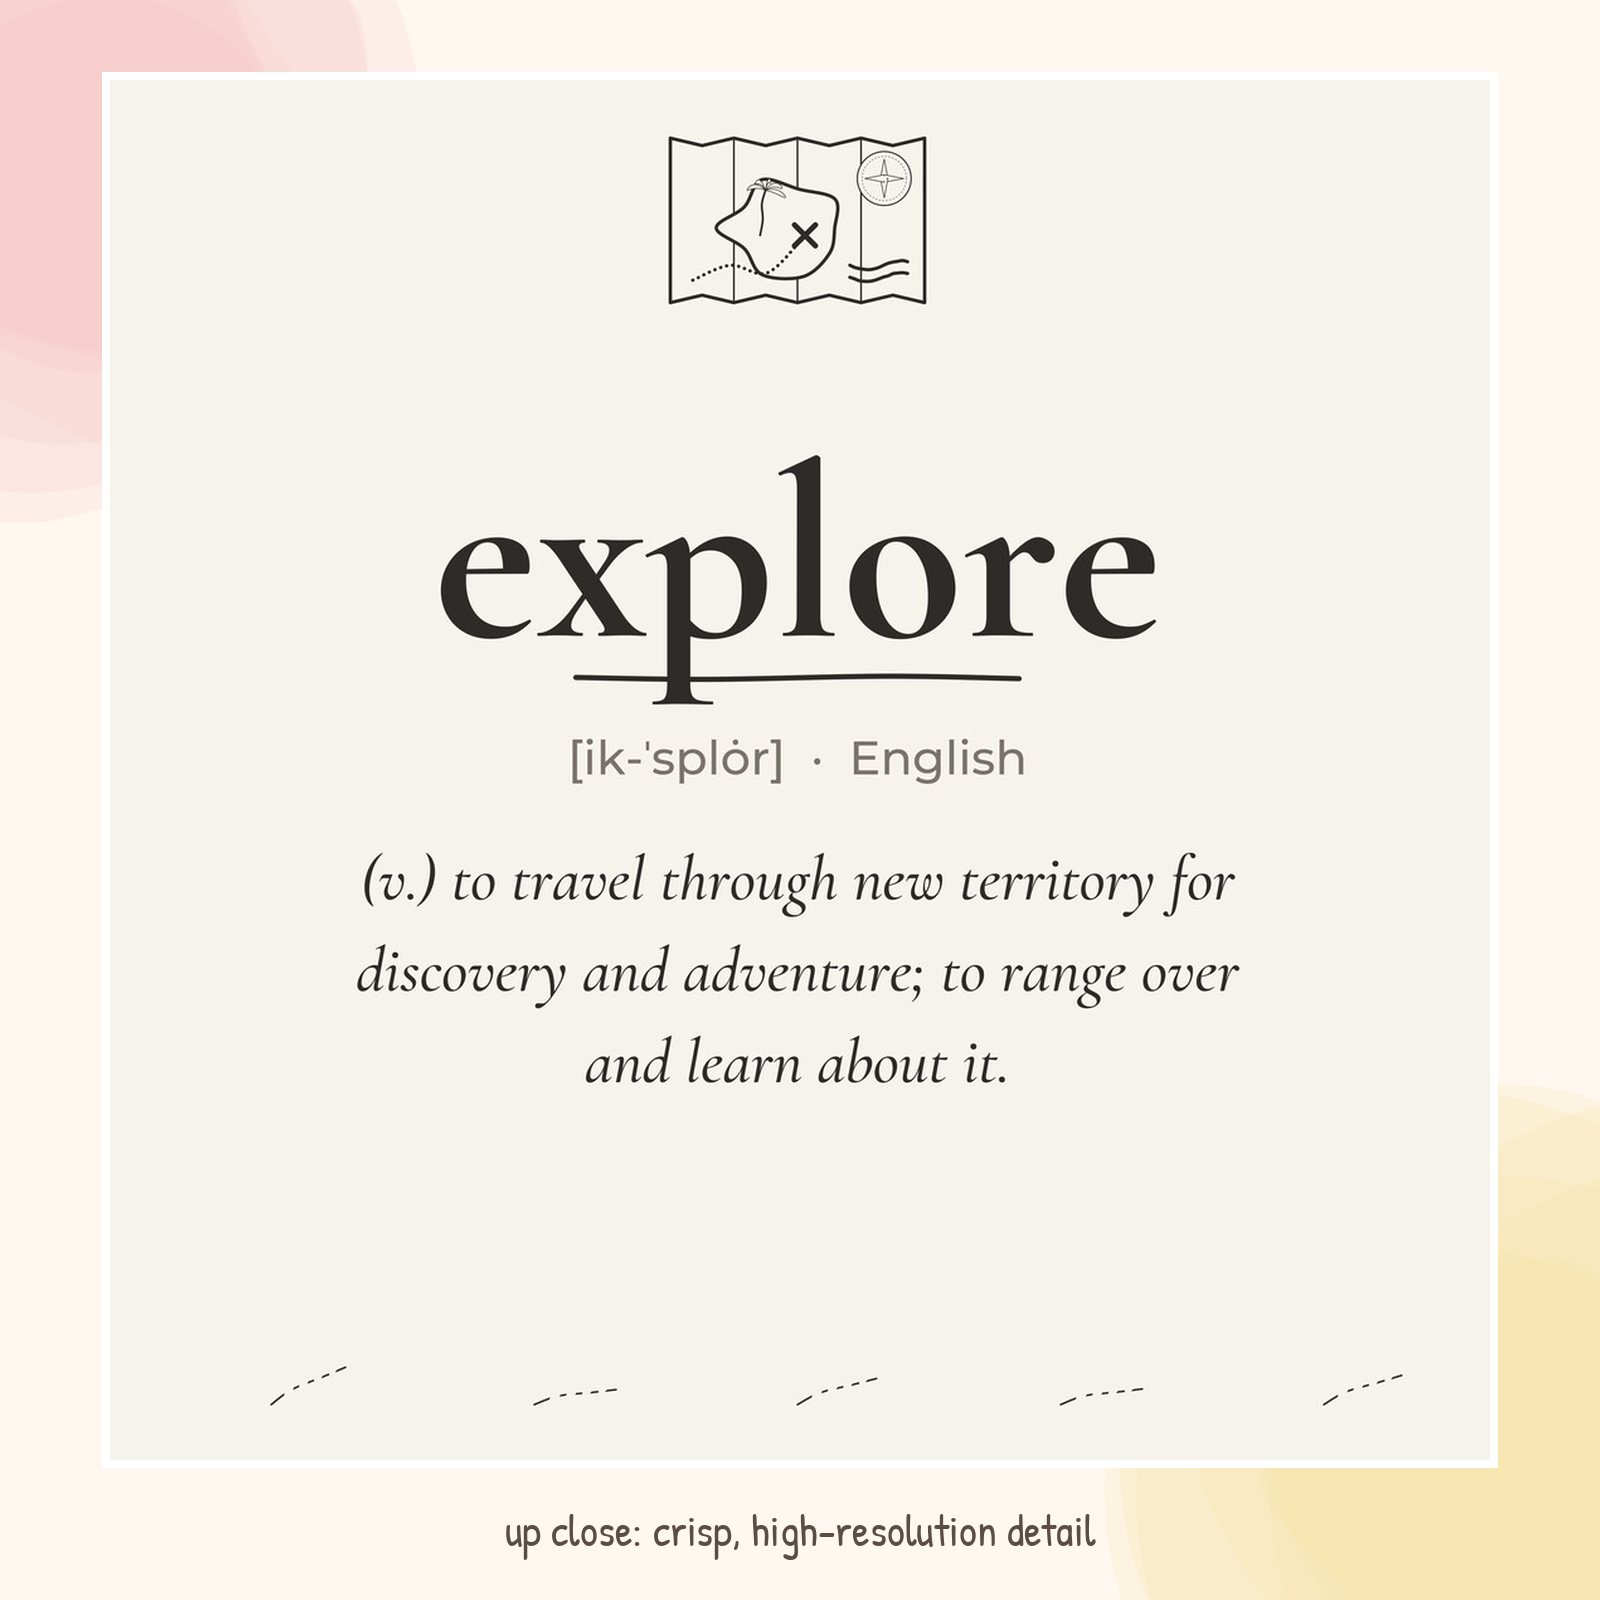 explore
[ik-ˈsplȯr] · English
(v.) to travel through new territory for
discovery and adventure; to range over
and learn about it.
up close: crisp, high-resolution detail